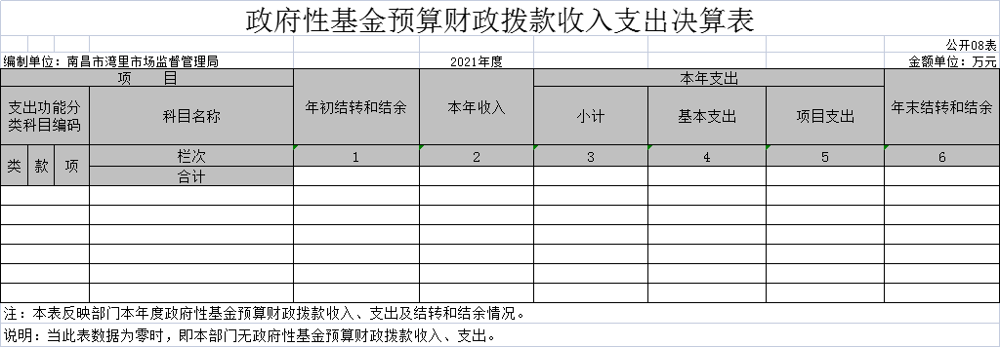 政府性基金预算财政拨款收入支出决算表
公开08表
编制单位：南昌市湾里市场监督管理局 2021年度 金额单位：万元
项 目 年初结转和结余 本年收入 本年支出 年末结转和结余
支出功能分类科目编码 科目名称 小计 基本支出 项目支出
类 款 项 栏次 1 2 3 4 5 6
合计
注：本表反映部门本年度政府性基金预算财政拨款收入、支出及结转和结余情况。
说明：当此表数据为零时，即本部门无政府性基金预算财政拨款收入、支出。